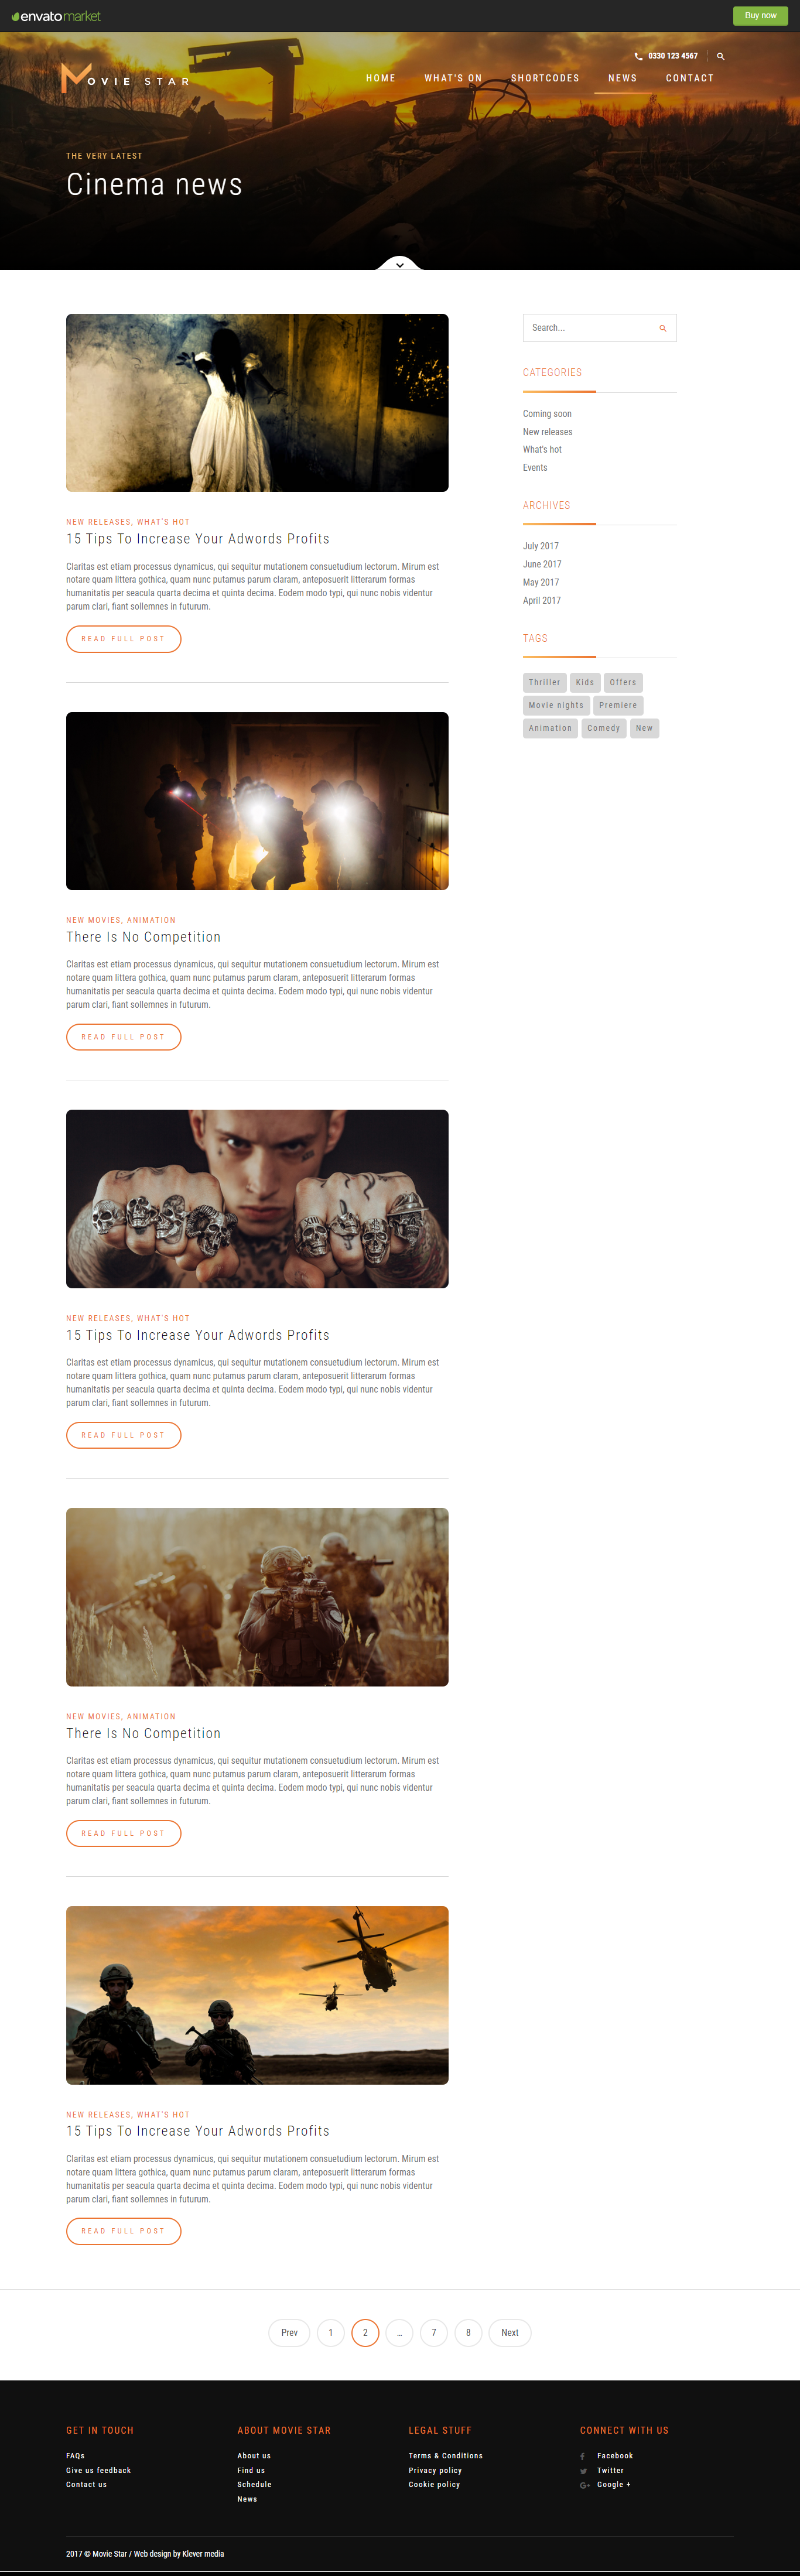 envatomarket
Buy now
0330 123 4567
MOVIE STAR
HOME
WHAT'S ON
SHORTCODES
NEWS
CONTACT
THE VERY LATEST
Cinema news
NEW RELEASES, WHAT'S HOT
15 Tips To Increase Your Adwords Profits
Claritas est etiam processus dynamicus, qui sequitur mutationem consuetudium lectorum. Mirum est
notare quam littera gothica, quam nunc putamus parum claram, anteposuerit litterarum formas
humanitatis per seacula quarta decima et quinta decima. Eodem modo typi, qui nunc nobis videntur
parum clari, fiant sollemnes in futurum.
READ FULL POST
NEW MOVIES, ANIMATION
There Is No Competition
Claritas est etiam processus dynamicus, qui sequitur mutationem consuetudium lectorum. Mirum est
notare quam littera gothica, quam nunc putamus parum claram, anteposuerit litterarum formas
humanitatis per seacula quarta decima et quinta decima. Eodem modo typi, qui nunc nobis videntur
parum clari, fiant sollemnes in futurum.
READ FULL POST
NEW RELEASES, WHAT'S HOT
15 Tips To Increase Your Adwords Profits
Claritas est etiam processus dynamicus, qui sequitur mutationem consuetudium lectorum. Mirum est
notare quam littera gothica, quam nunc putamus parum claram, anteposuerit litterarum formas
humanitatis per seacula quarta decima et quinta decima. Eodem modo typi, qui nunc nobis videntur
parum clari, fiant sollemnes in futurum.
READ FULL POST
NEW MOVIES, ANIMATION
There Is No Competition
Claritas est etiam processus dynamicus, qui sequitur mutationem consuetudium lectorum. Mirum est
notare quam littera gothica, quam nunc putamus parum claram, anteposuerit litterarum formas
humanitatis per seacula quarta decima et quinta decima. Eodem modo typi, qui nunc nobis videntur
parum clari, fiant sollemnes in futurum.
READ FULL POST
NEW RELEASES, WHAT'S HOT
15 Tips To Increase Your Adwords Profits
Claritas est etiam processus dynamicus, qui sequitur mutationem consuetudium lectorum. Mirum est
notare quam littera gothica, quam nunc putamus parum claram, anteposuerit litterarum formas
humanitatis per seacula quarta decima et quinta decima. Eodem modo typi, qui nunc nobis videntur
parum clari, fiant sollemnes in futurum.
READ FULL POST
Search...
CATEGORIES
Coming soon
New releases
What's hot
Events
ARCHIVES
July 2017
June 2017
May 2017
April 2017
TAGS
Thriller Kids Offers
Movie nights Premiere
Animation Comedy New
Prev 1 2 ... 7 8 Next
GET IN TOUCH
FAQs
Give us feedback
Contact us
ABOUT MOVIE STAR
About us
Find us
Schedule
News
LEGAL STUFF
Terms & Conditions
Privacy policy
Cookie policy
CONNECT WITH US
Facebook
Twitter
Google +
2017 © Movie Star / Web design by Klever media